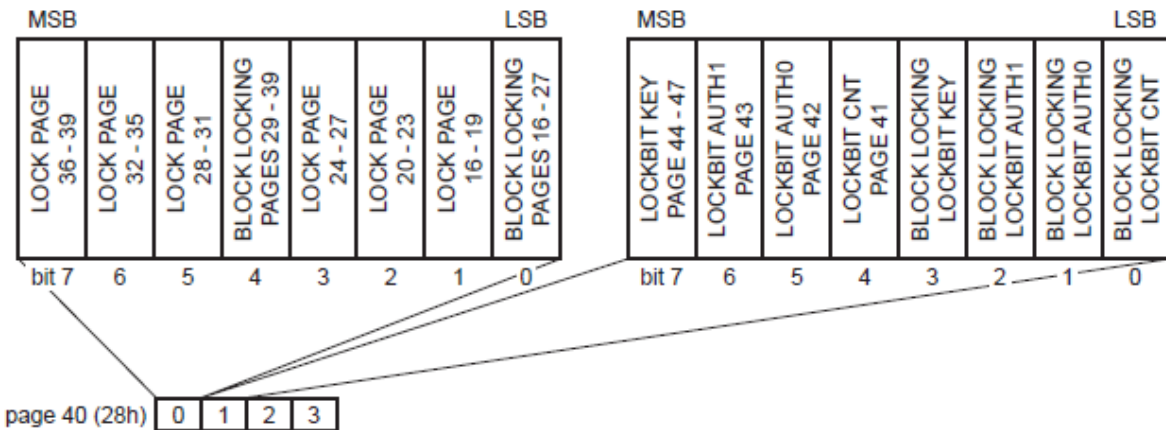 MSB LSB
LOCK PAGE
36 - 39
LOCK PAGE
32 - 35
LOCK PAGE
28 - 31
BLOCK LOCKING
PAGES 29 - 39
LOCK PAGE
24 - 27
LOCK PAGE
20 - 23
LOCK PAGE
16 - 19
BLOCK LOCKING
PAGES 16 - 27
bit 7 6 5 4 3 2 1 0
MSB LSB
LOCKBIT KEY
PAGE 44 - 47
LOCKBIT AUTH1
PAGE 43
LOCKBIT AUTH0
PAGE 42
LOCKBIT CNT
PAGE 41
BLOCK LOCKING
LOCKBIT KEY
BLOCK LOCKING
LOCKBIT AUTH1
BLOCK LOCKING
LOCKBIT AUTH0
BLOCK LOCKING
LOCKBIT CNT
bit 7 6 5 4 3 2 1 0
page 40 (28h) 0 1 2 3